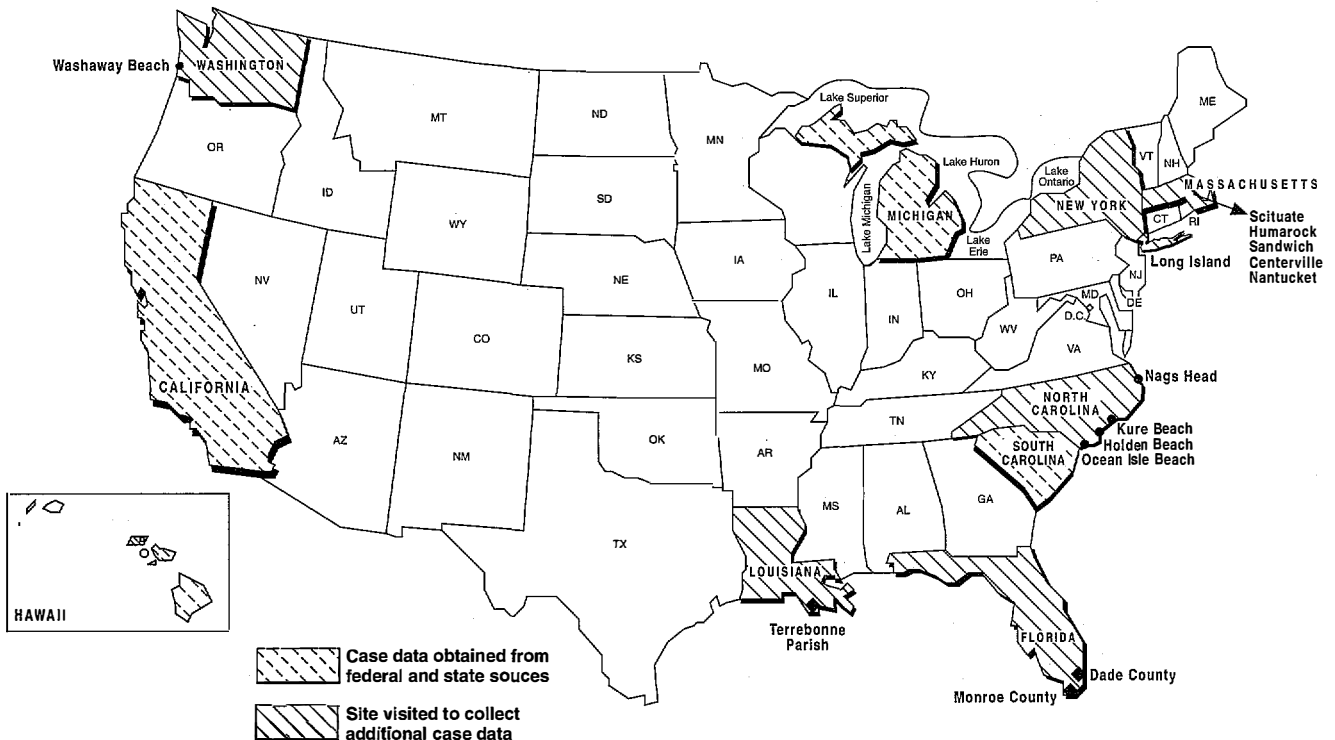 Washaway Beach
WASHINGTON
MT
ND
MN
Lake Superior
ME
OR
ID
WY
SD
Lake Huron
Lake Michigan
MICHIGAN
Lake
Ontario
NEW YORK
VT
NH
MASSACHUSETTS
CT
RI
Scituate
Humarock
Sandwich
Centerville
Nantucket
Long Island
Lake
Erie
NV
UT
CO
NE
IA
IL
IN
OH
PA
NJ
MD
DE
D.C.
WV
VA
CALIFORNIA
KS
MO
KY
Nags Head
AZ
NM
OK
AR
TN
NORTH
CAROLINA
Kure Beach
Holden Beach
Ocean Isle Beach
SOUTH
CAROLINA
TX
MS
AL
GA
LOUISIANA
Terrebonne
Parish
FLORIDA
Dade County
Monroe County
HAWAII
Case data obtained from
federal and state souces
Site visited to collect
additional case data